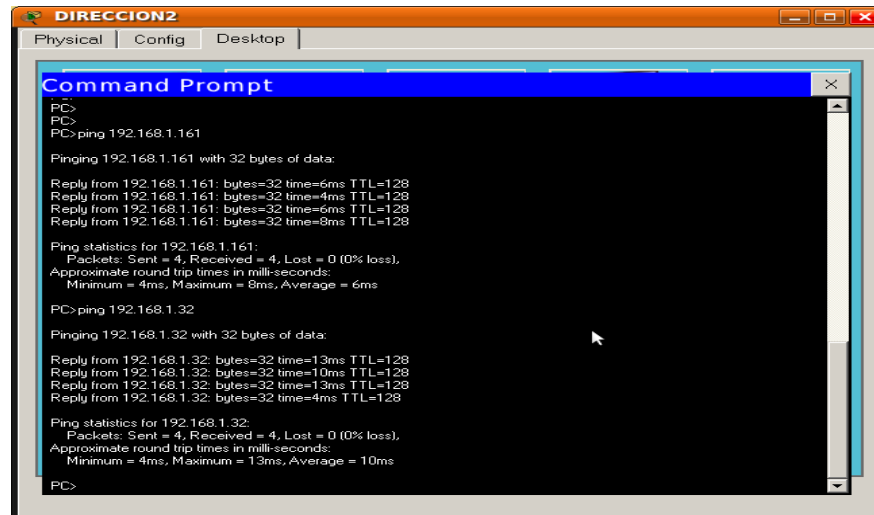 DIRECCION2
Physical Config Desktop
Command Prompt
PC>
PC>ping 192.168.1.161
Pinging 192.168.1.161 with 32 bytes of data:
Reply from 192.168.1.161: bytes=32 time=6ms TTL=128
Reply from 192.168.1.161: bytes=32 time=4ms TTL=128
Reply from 192.168.1.161: bytes=32 time=6ms TTL=128
Reply from 192.168.1.161: bytes=32 time=8ms TTL=128
Ping statistics for 192.168.1.161:
Packets: Sent = 4, Received = 4, Lost = 0 (0% loss),
Approximate round trip times in milli-seconds:
Minimum = 4ms, Maximum = 8ms, Average = 6ms
PC>ping 192.168.1.32
Pinging 192.168.1.32 with 32 bytes of data:
Reply from 192.168.1.32: bytes=32 time=13ms TTL=128
Reply from 192.168.1.32: bytes=32 time=10ms TTL=128
Reply from 192.168.1.32: bytes=32 time=13ms TTL=128
Reply from 192.168.1.32: bytes=32 time=4ms TTL=128
Ping statistics for 192.168.1.32:
Packets: Sent = 4, Received = 4, Lost = 0 (0% loss),
Approximate round trip times in milli-seconds:
Minimum = 4ms, Maximum = 13ms, Average = 10ms
PC>